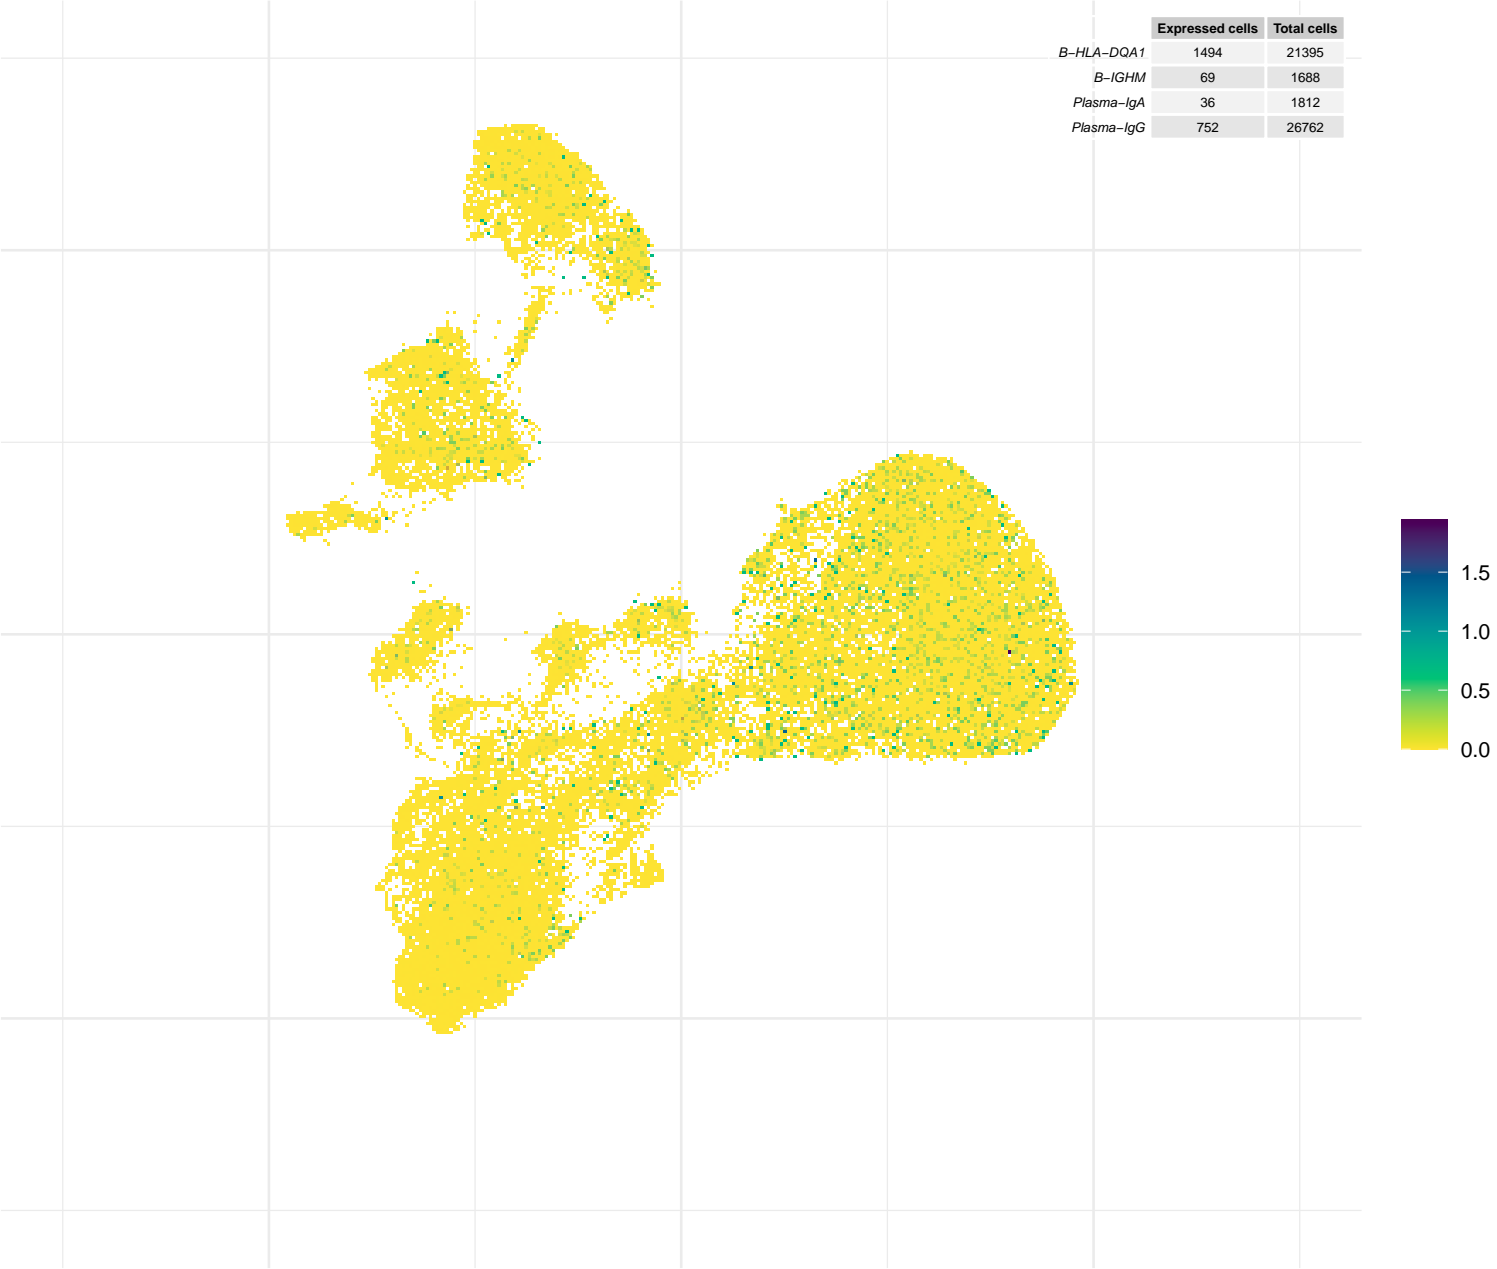 Expressed cells Total cells
B−HLA−DQA1 1494 21395
B−IGHM 69 1688
Plasma−IgA 36 1812
Plasma−IgG 752 26762
1.5
1.0
0.5
0.0